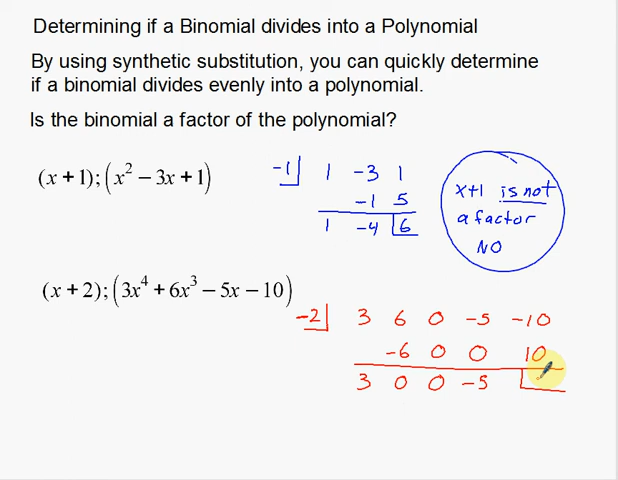 Determining if a Binomial divides into a Polynomial
By using synthetic substitution, you can quickly determine
if a binomial divides evenly into a polynomial.
Is the binomial a factor of the polynomial?
(x + 1); (x² − 3x + 1)
-1 1 -3 1
-1 5
1 -4 6
x+1 is not
a factor
NO
(x + 2); (3x⁴ + 6x³ − 5x − 10)
-2 3 6 0 -5 -10
-6 0 0 10
3 0 0 -5